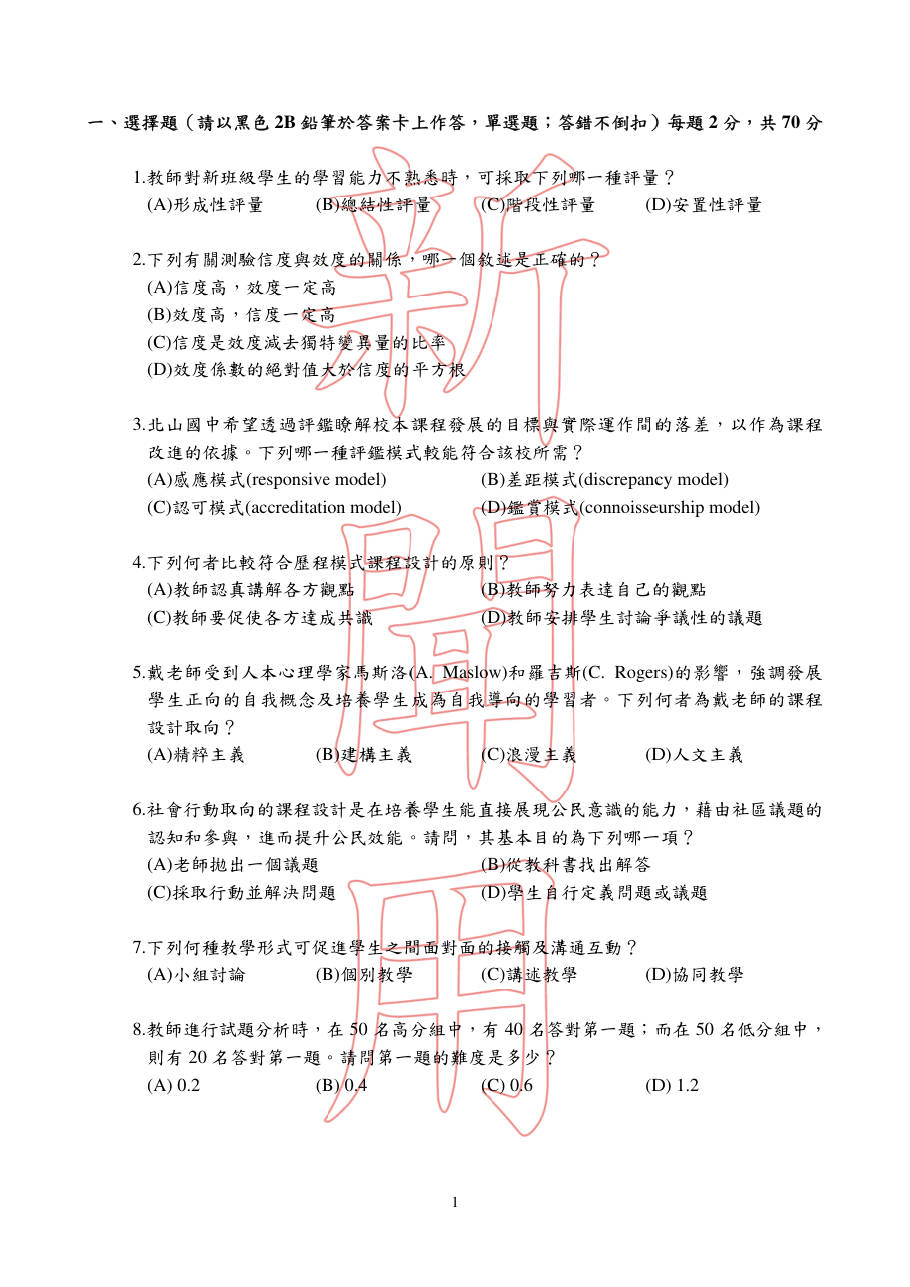 一、選擇題（請以黑色 2B 鉛筆於答案卡上作答，單選題；答錯不倒扣）每題 2 分，共 70 分
1.教師對新班級學生的學習能力不熟悉時，可採取下列哪一種評量？
(A)形成性評量 (B)總結性評量 (C)階段性評量 (D)安置性評量
2.下列有關測驗信度與效度的關係，哪一個敘述是正確的？
(A)信度高，效度一定高
(B)效度高，信度一定高
(C)信度是效度減去獨特變異量的比率
(D)效度係數的絕對值大於信度的平方根
3.北山國中希望透過評鑑瞭解校本課程發展的目標與實際運作間的落差，以作為課程
改進的依據。下列哪一種評鑑模式較能符合該校所需？
(A)感應模式(responsive model) (B)差距模式(discrepancy model)
(C)認可模式(accreditation model) (D)鑑賞模式(connoisseurship model)
4.下列何者比較符合歷程模式課程設計的原則？
(A)教師認真講解各方觀點 (B)教師努力表達自己的觀點
(C)教師要促使各方達成共識 (D)教師安排學生討論爭議性的議題
5.戴老師受到人本心理學家馬斯洛(A. Maslow)和羅吉斯(C. Rogers)的影響，強調發展
學生正向的自我概念及培養學生成為自我導向的學習者。下列何者為戴老師的課程
設計取向？
(A)精粹主義 (B)建構主義 (C)浪漫主義 (D)人文主義
6.社會行動取向的課程設計是在培養學生能直接展現公民意識的能力，藉由社區議題的
認知和參與，進而提升公民效能。請問，其基本目的為下列哪一項？
(A)老師拋出一個議題 (B)從教科書找出解答
(C)採取行動並解決問題 (D)學生自行定義問題或議題
7.下列何種教學形式可促進學生之間面對面的接觸及溝通互動？
(A)小組討論 (B)個別教學 (C)講述教學 (D)協同教學
8.教師進行試題分析時，在 50 名高分組中，有 40 名答對第一題；而在 50 名低分組中，
則有 20 名答對第一題。請問第一題的難度是多少？
(A) 0.2 (B) 0.4 (C) 0.6 (D) 1.2
1
新
聞
用